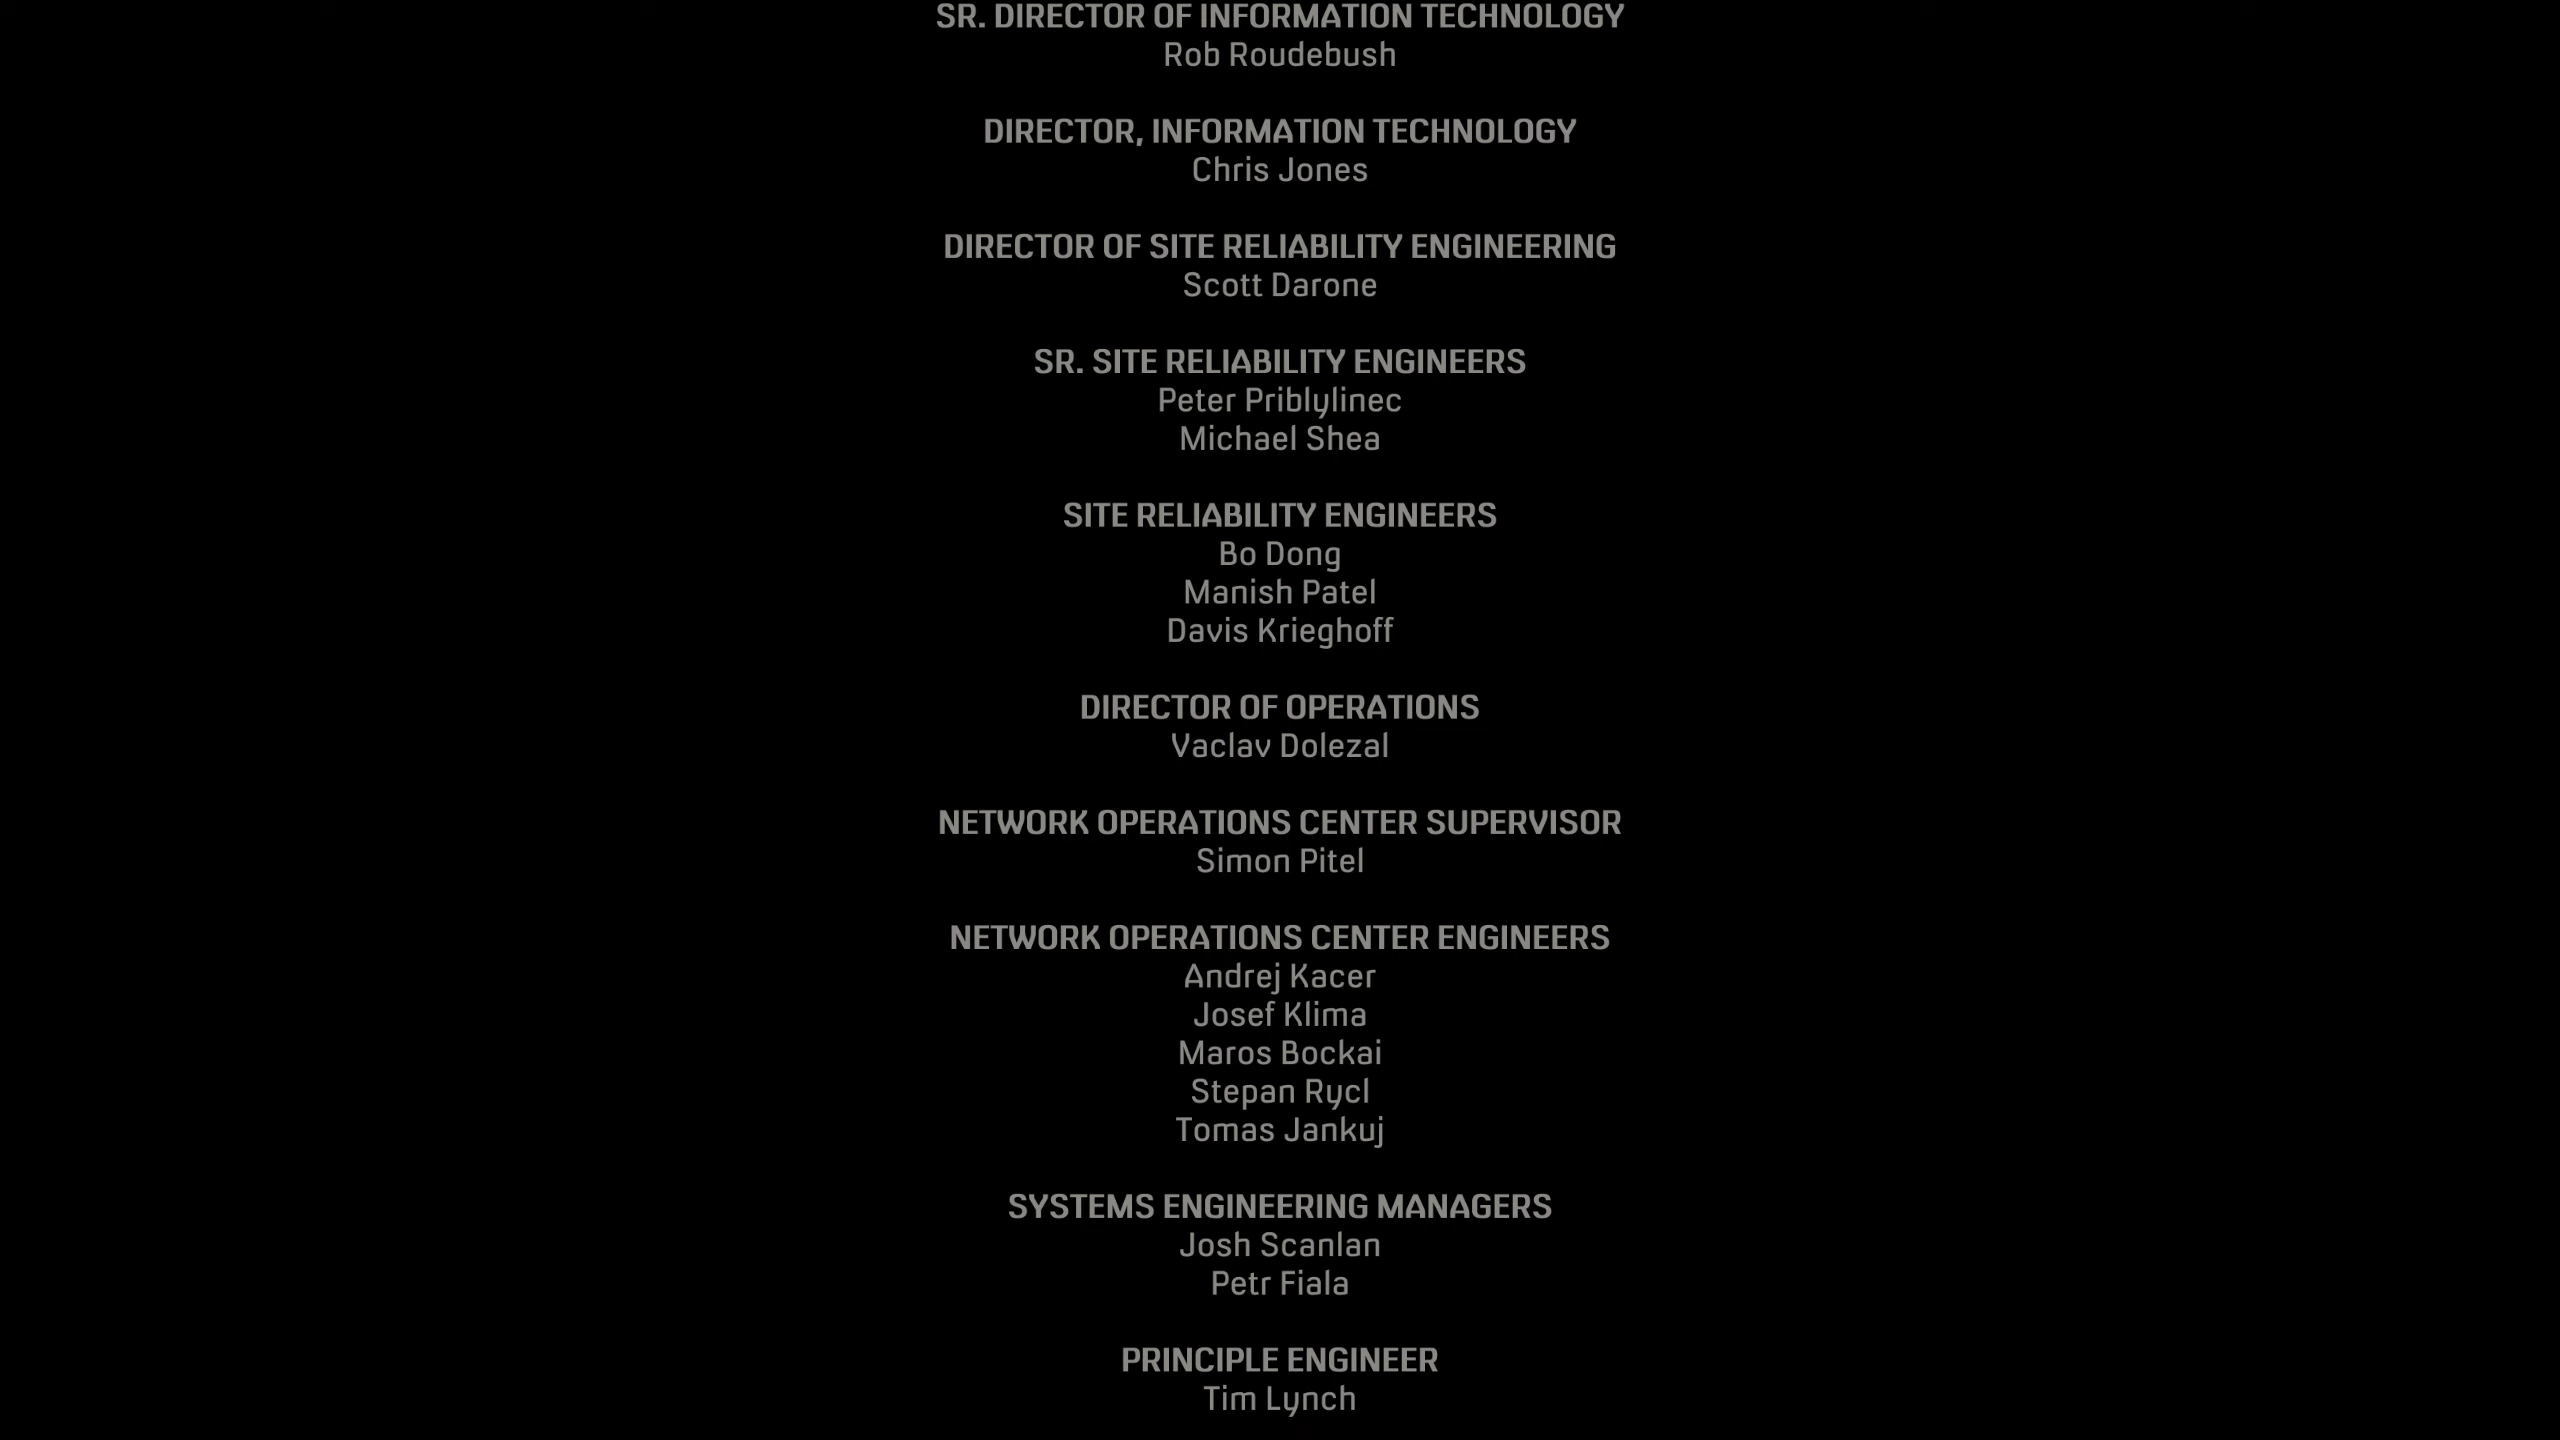 SR. DIRECTOR OF INFORMATION TECHNOLOGY
Rob Roudebush
DIRECTOR, INFORMATION TECHNOLOGY
Chris Jones
DIRECTOR OF SITE RELIABILITY ENGINEERING
Scott Darone
SR. SITE RELIABILITY ENGINEERS
Peter Priblylinec
Michael Shea
SITE RELIABILITY ENGINEERS
Bo Dong
Manish Patel
Davis Krieghoff
DIRECTOR OF OPERATIONS
Vaclav Dolezal
NETWORK OPERATIONS CENTER SUPERVISOR
Simon Pitel
NETWORK OPERATIONS CENTER ENGINEERS
Andrej Kacer
Josef Klima
Maros Bockai
Stepan Rycl
Tomas Jankuj
SYSTEMS ENGINEERING MANAGERS
Josh Scanlan
Petr Fiala
PRINCIPLE ENGINEER
Tim Lynch